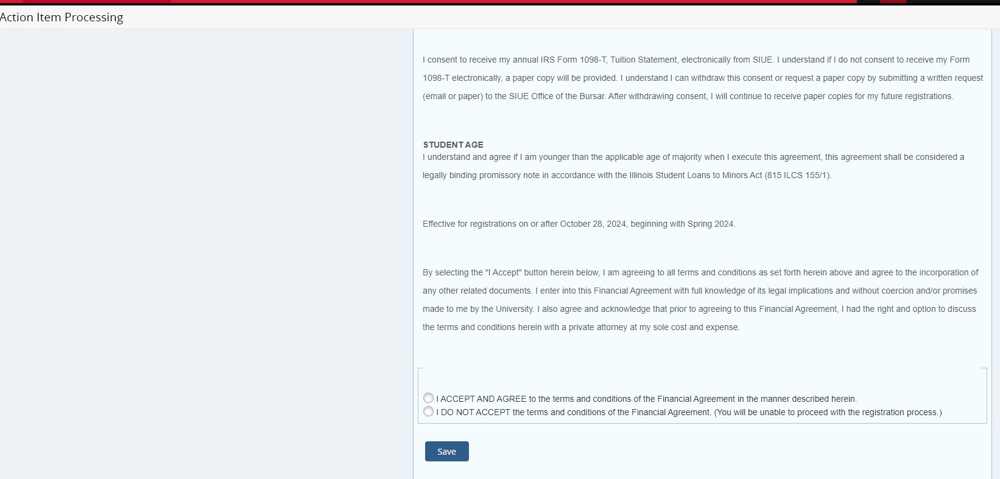 Action Item Processing
I consent to receive my annual IRS Form 1098-T, Tuition Statement, electronically from SIUE. I understand if I do not consent to receive my Form
1098-T electronically, a paper copy will be provided. I understand I can withdraw this consent or request a paper copy by submitting a written request
(email or paper) to the SIUE Office of the Bursar. After withdrawing consent, I will continue to receive paper copies for my future registrations.
STUDENT AGE
I understand and agree if I am younger than the applicable age of majority when I execute this agreement, this agreement shall be considered a
legally binding promissory note in accordance with the Illinois Student Loans to Minors Act (815 ILCS 155/1).
Effective for registrations on or after October 28, 2024, beginning with Spring 2024.
By selecting the "I Accept" button herein below, I am agreeing to all terms and conditions as set forth herein above and agree to the incorporation of
any other related documents. I enter into this Financial Agreement with full knowledge of its legal implications and without coercion and/or promises
made to me by the University. I also agree and acknowledge that prior to agreeing to this Financial Agreement, I had the right and option to discuss
the terms and conditions herein with a private attorney at my sole cost and expense.
I ACCEPT AND AGREE to the terms and conditions of the Financial Agreement in the manner described herein.
I DO NOT ACCEPT the terms and conditions of the Financial Agreement. (You will be unable to proceed with the registration process.)
Save